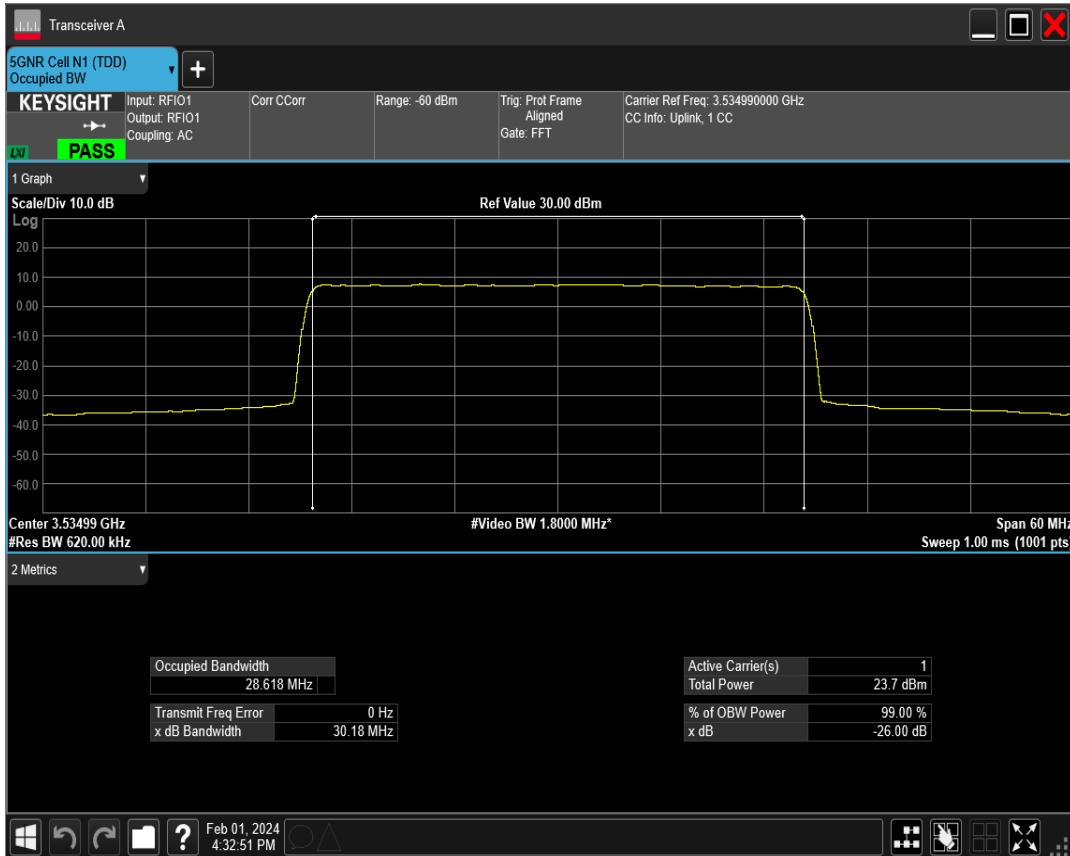 Transceiver A
5GNR Cell N1 (TDD)
Occupied BW
+
KEYSIGHT
LXI
PASS
Input: RFIO1
Output: RFIO1
Coupling: AC
Corr CCorr
Range: -60 dBm
Trig: Prot Frame
Aligned
Gate: FFT
Carrier Ref Freq: 3.534990000 GHz
CC Info: Uplink, 1 CC
1 Graph
Scale/Div 10.0 dB
Ref Value 30.00 dBm
Log
20.0
10.0
0.00
-10.0
-20.0
-30.0
-40.0
-50.0
-60.0
Center 3.53499 GHz
#Video BW 1.8000 MHz*
Span 60 MHz
#Res BW 620.00 kHz
Sweep 1.00 ms (1001 pts)
2 Metrics
Occupied Bandwidth
28.618 MHz
Transmit Freq Error 0 Hz
x dB Bandwidth 30.18 MHz
Active Carrier(s) 1
Total Power 23.7 dBm
% of OBW Power 99.00 %
x dB -26.00 dB
?
Feb 01, 2024
4:32:51 PM